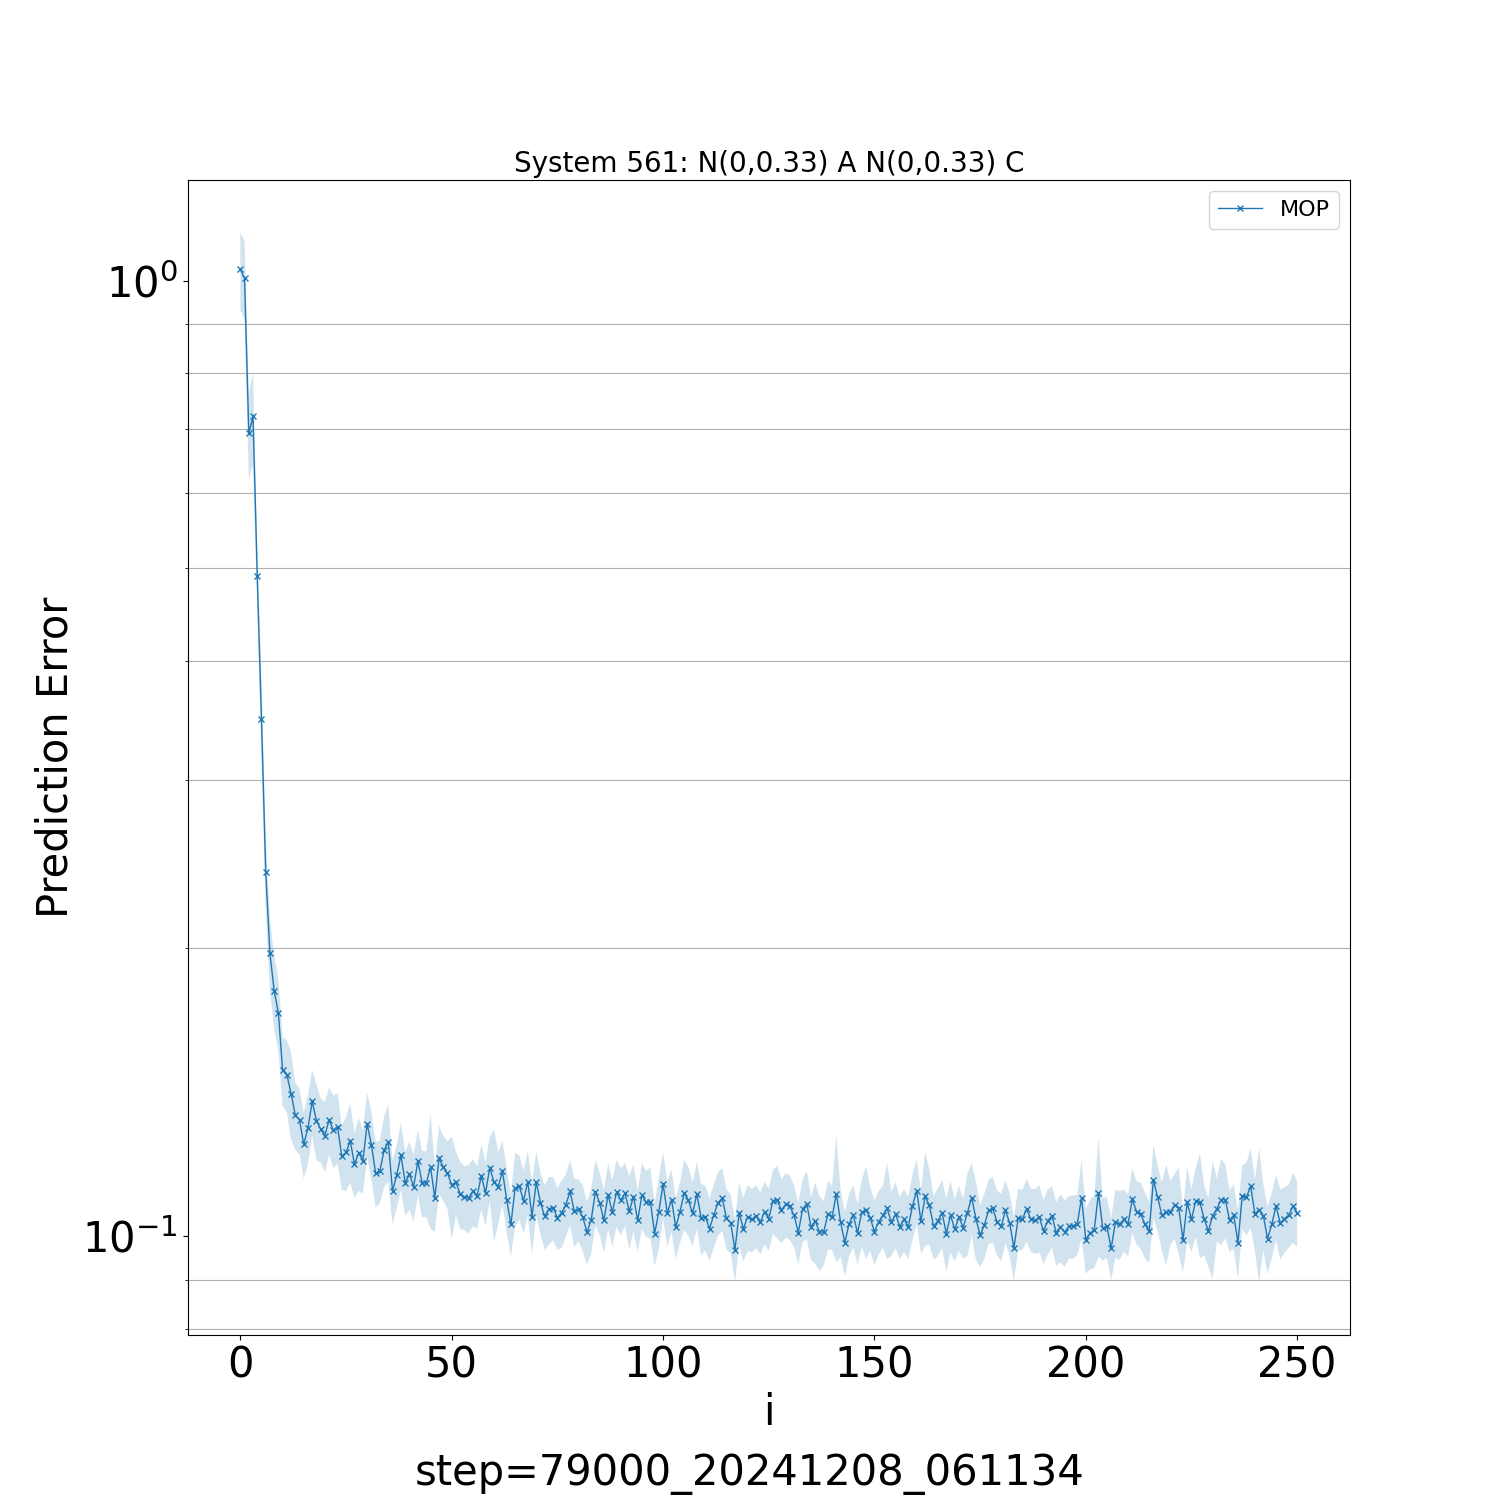 System 561: N(0,0.33) A N(0,0.33) C
MOP
10⁰
10⁻¹
Prediction Error
0 50 100 150 200 250
i
step=79000_20241208_061134